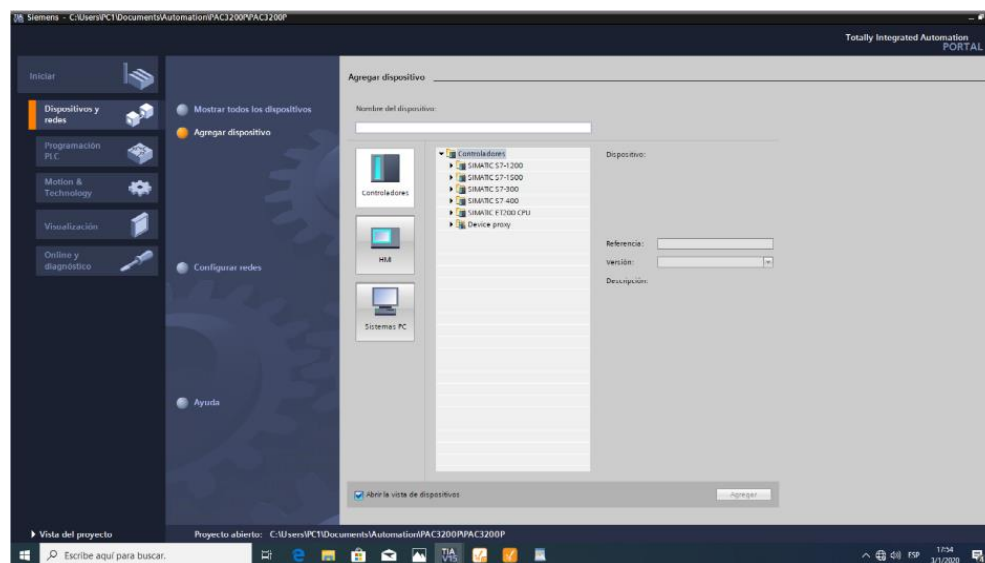 Siemens - C:\Users\PC1\Documents\Automation\PAC3200P\PAC3200P
Totally Integrated Automation
PORTAL
Iniciar
Dispositivos y
redes
Programación
PLC
Motion &
Technology
Visualización
Online y
diagnóstico
Mostrar todos los dispositivos
Agregar dispositivo
Configurar redes
Ayuda
Agregar dispositivo
Nombre del dispositivo:
Controladores
HMI
Sistemas PC
Controladores
SIMATIC S7-1200
SIMATIC S7-1500
SIMATIC S7-300
SIMATIC S7-400
SIMATIC ET200 CPU
Device proxy
Dispositivo:
Referencia:
Versión:
Descripción:
Abrir la vista de dispositivos
Agregar
Vista del proyecto
Proyecto abierto: C:\Users\PC1\Documents\Automation\PAC3200P\PAC3200P
Escribe aquí para buscar.
TIA
V15
ESP
17:54
3/1/2020